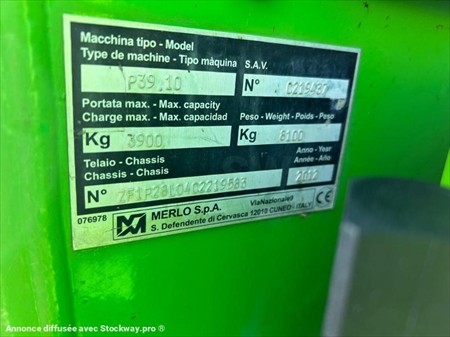 Macchina tipo - Model
Type de machine - Tipo màquina S.A.V.
P39.10 N°
Portata max. - Max. capacity
Charge max. - Max. capacidad Peso - Weight - Poids - Peso
Kg 3900 Kg 8100
Telaio - Chassis Anno - Year
Chassis - Chasis Année - Año
N° 2012
076978 MERLO S.p.A. Via Nazionale9
S. Defendente di Cervasca 12010 CUNEO - ITALY CE
Annonce diffusée avec Stockway.pro ®